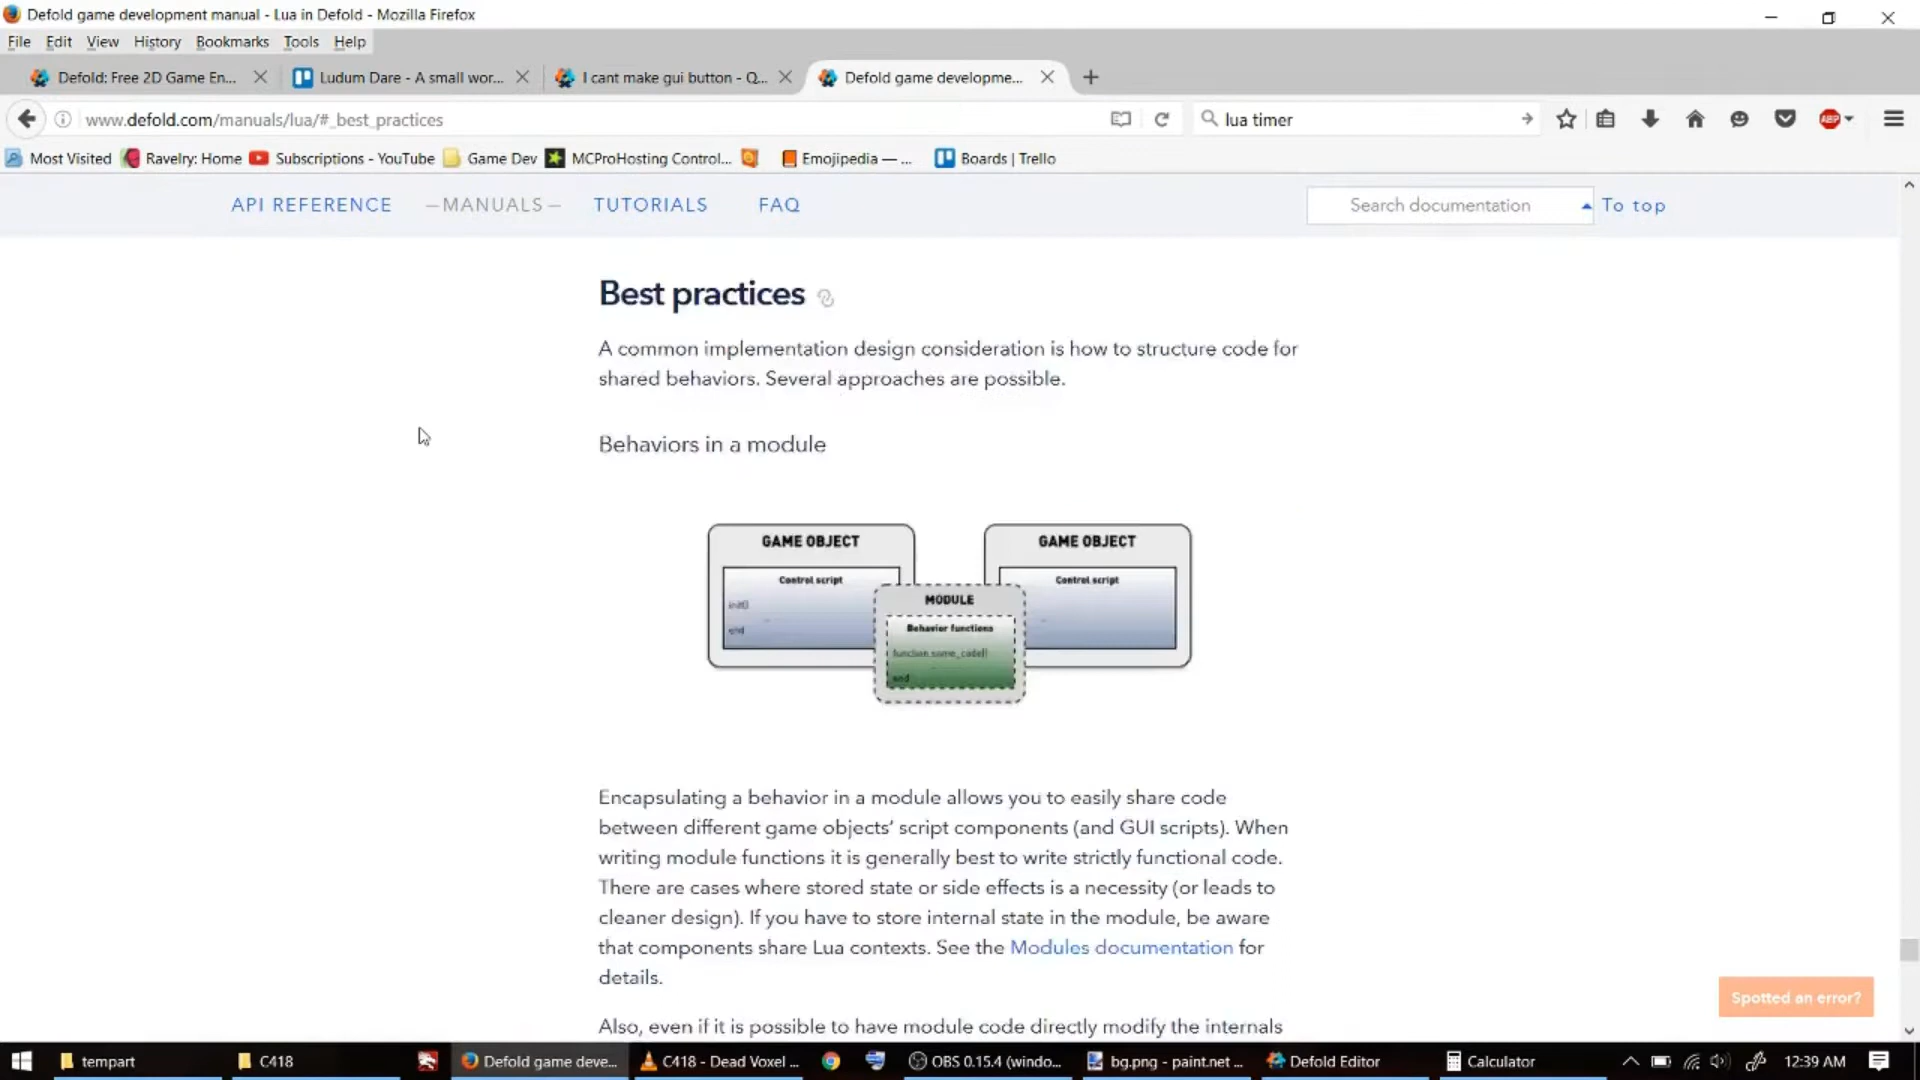 Defold game development manual - Lua in Defold - Mozilla Firefox
File Edit View History Bookmarks Tools Help
Defold: Free 2D Game En...
Ludum Dare - A small wor...
I cant make gui button - Q...
Defold game developme...
www.defold.com/manuals/lua/#_best_practices
lua timer
ABP
Most Visited
Ravelry: Home
Subscriptions - YouTube
Game Dev
MCProHosting Control...
Emojipedia — ...
Boards | Trello
API REFERENCE
—MANUALS—
TUTORIALS
FAQ
Search documentation
To top
Best practices
A common implementation design consideration is how to structure code for
shared behaviors. Several approaches are possible.
Behaviors in a module
GAME OBJECT
Control script
init()
end
GAME OBJECT
Control script
MODULE
Behavior functions
function some_code()
end
Encapsulating a behavior in a module allows you to easily share code
between different game objects’ script components (and GUI scripts). When
writing module functions it is generally best to write strictly functional code.
There are cases where stored state or side effects is a necessity (or leads to
cleaner design). If you have to store internal state in the module, be aware
that components share Lua contexts. See the Modules documentation for
details.
Also, even if it is possible to have module code directly modify the internals
Spotted an error?
tempart
C418
Defold game deve...
C418 - Dead Voxel ...
OBS 0.15.4 (windo...
bg.png - paint.net ...
Defold Editor
Calculator
12:39 AM